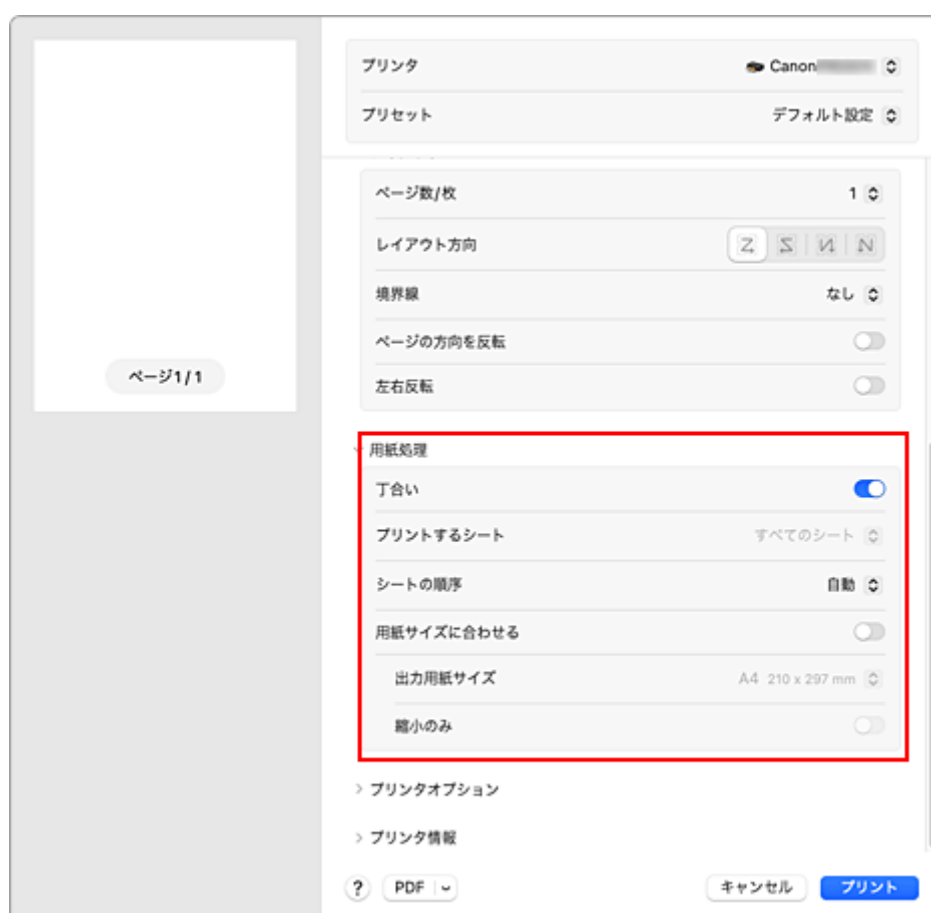 プリンタ Canon
プリセット デフォルト設定
ページ数/枚 1
レイアウト方向
境界線 なし
ページの方向を反転
ページ1/1
左右反転
用紙処理
丁合い
プリントするシート すべてのシート
シートの順序 自動
用紙サイズに合わせる
出力用紙サイズ A4 210 x 297 mm
縮小のみ
プリンタオプション
プリンタ情報
? PDF キャンセル プリント